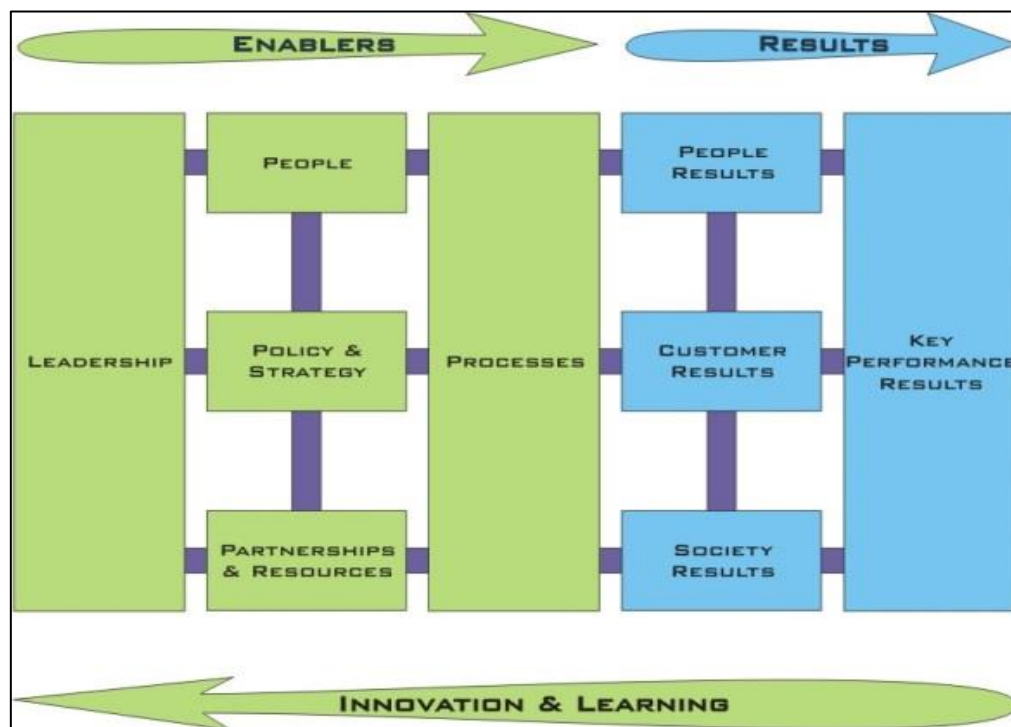 ENABLERS
RESULTS
LEADERSHIP
PEOPLE
POLICY &
STRATEGY
PARTNERSHIPS
& RESOURCES
PROCESSES
PEOPLE
RESULTS
CUSTOMER
RESULTS
SOCIETY
RESULTS
KEY
PERFORMANCE
RESULTS
INNOVATION & LEARNING